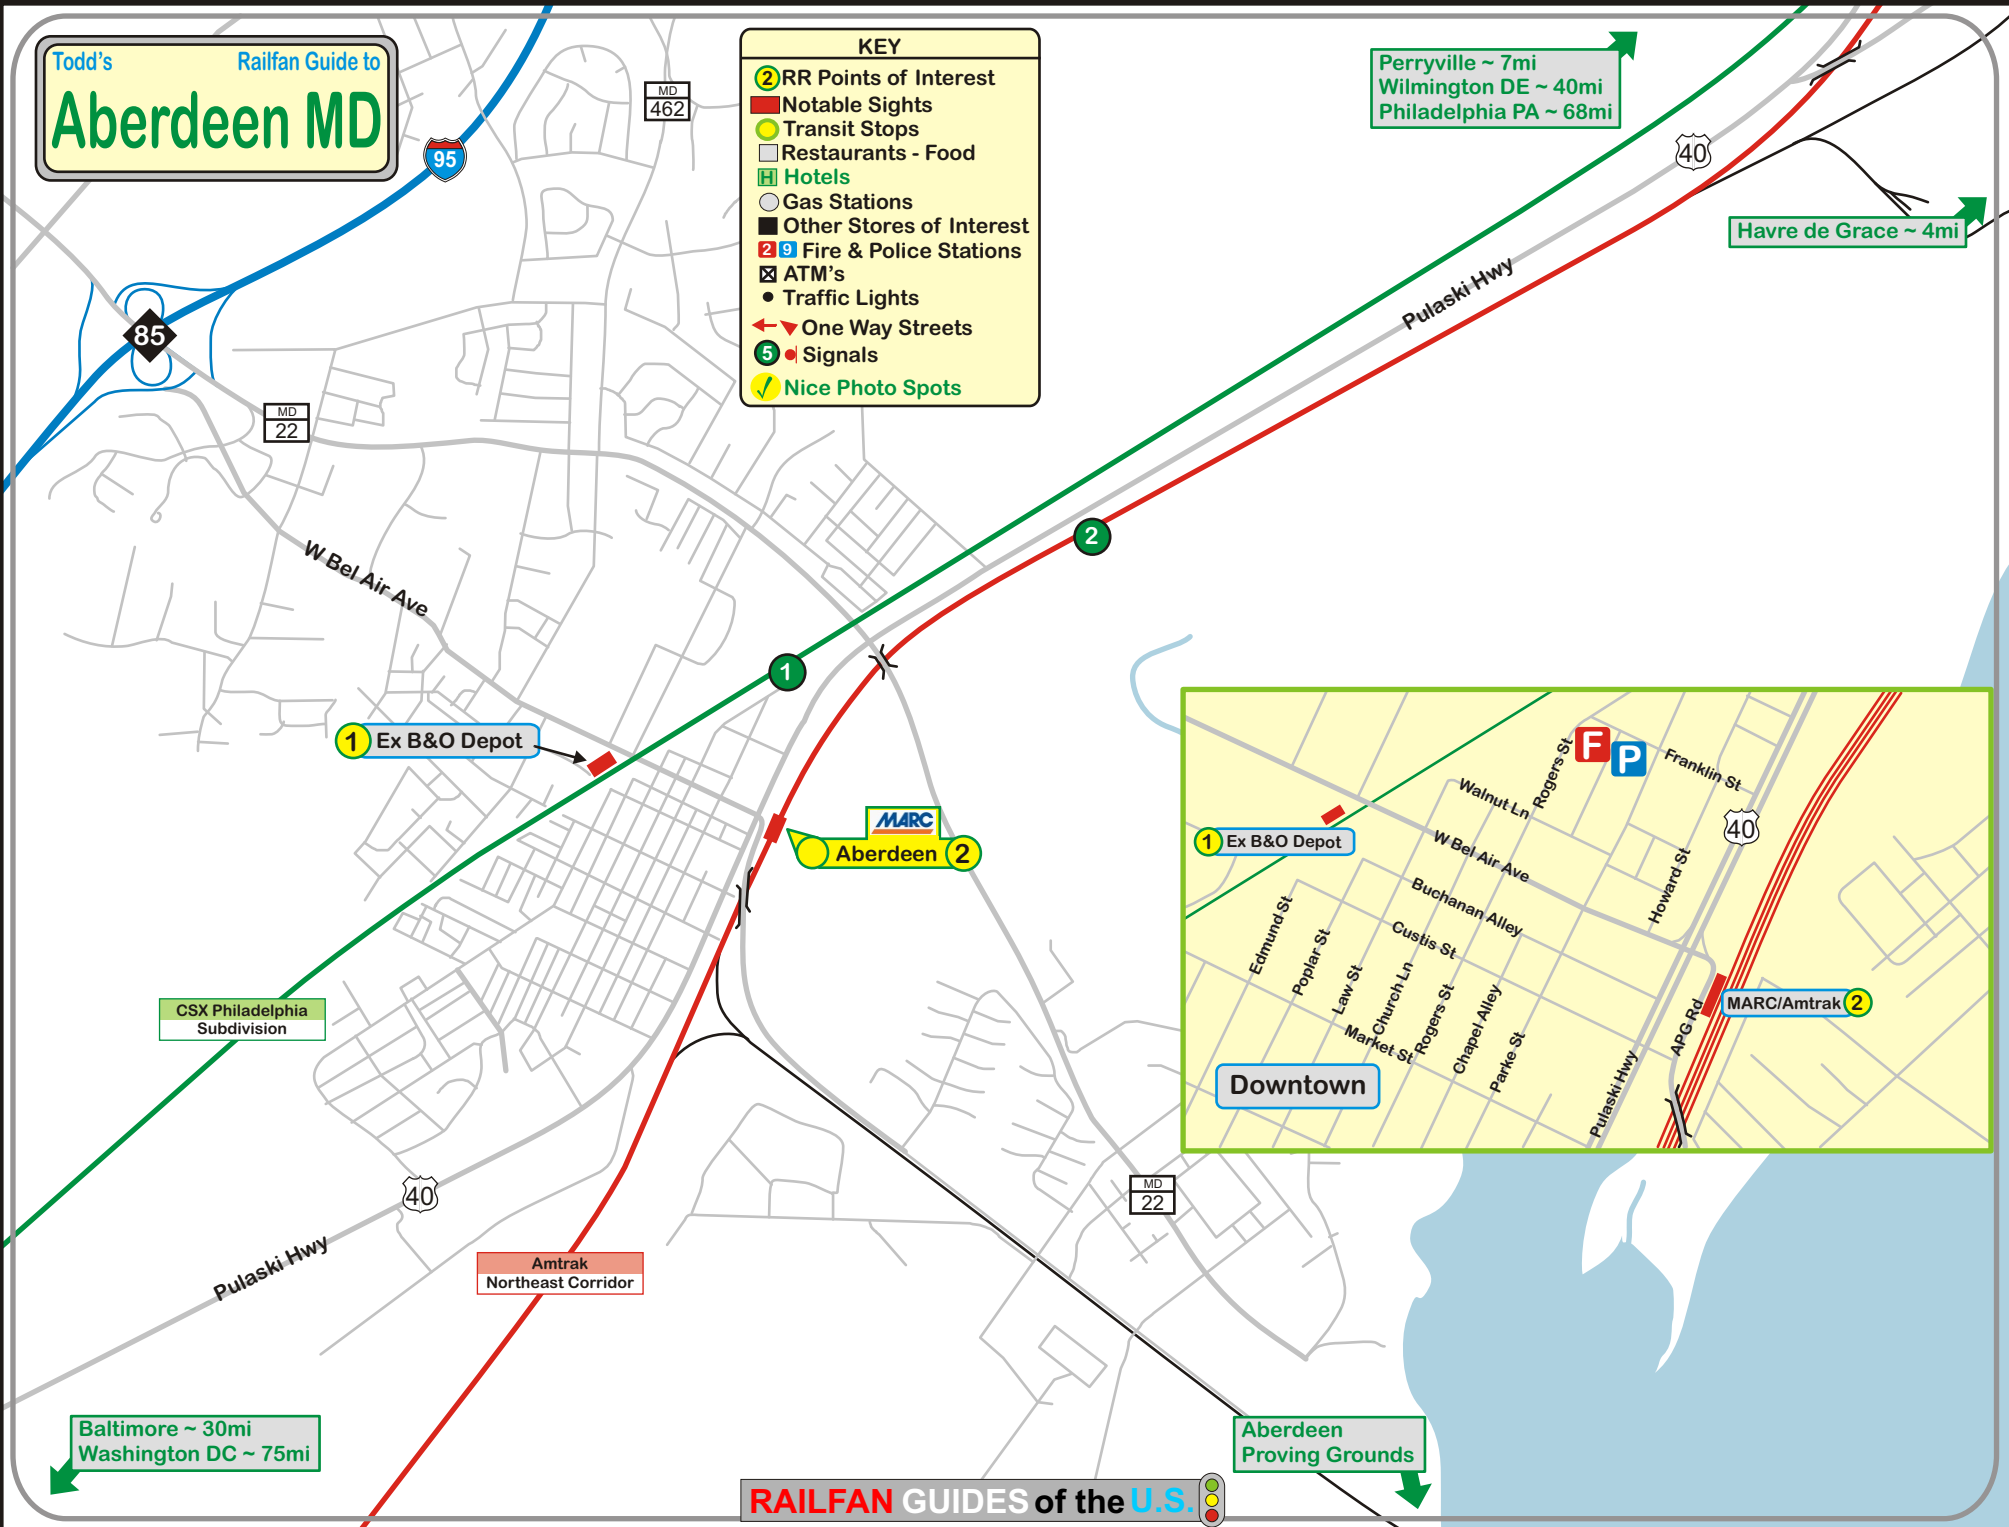 Todd's
Railfan Guide to
Aberdeen MD
95
MD
462
85
MD
22
KEY
2 RR Points of Interest
Notable Sights
Transit Stops
Restaurants - Food
H Hotels
Gas Stations
Other Stores of Interest
2 9 Fire & Police Stations
ATM's
Traffic Lights
One Way Streets
5 Signals
Nice Photo Spots
Perryville ~ 7mi
Wilmington DE ~ 40mi
Philadelphia PA ~ 68mi
40
Havre de Grace ~ 4mi
Pulaski Hwy
2
W Bel Air Ave
1
1 Ex B&O Depot
MARC
Aberdeen 2
CSX Philadelphia
Subdivision
40
Pulaski Hwy
Amtrak
Northeast Corridor
MD
22
F
P
Rogers St
Franklin St
Walnut Ln
40
W Bel Air Ave
1 Ex B&O Depot
Howard St
Buchanan Alley
Custis St
Edmund St
Poplar St
Law St
Church Ln
Rogers St
Chapel Alley
Market St
Parke St
APG Rd
MARC/Amtrak 2
Pulaski Hwy
Downtown
Baltimore ~ 30mi
Washington DC ~ 75mi
Aberdeen
Proving Grounds
RAILFAN GUIDES of the U.S.